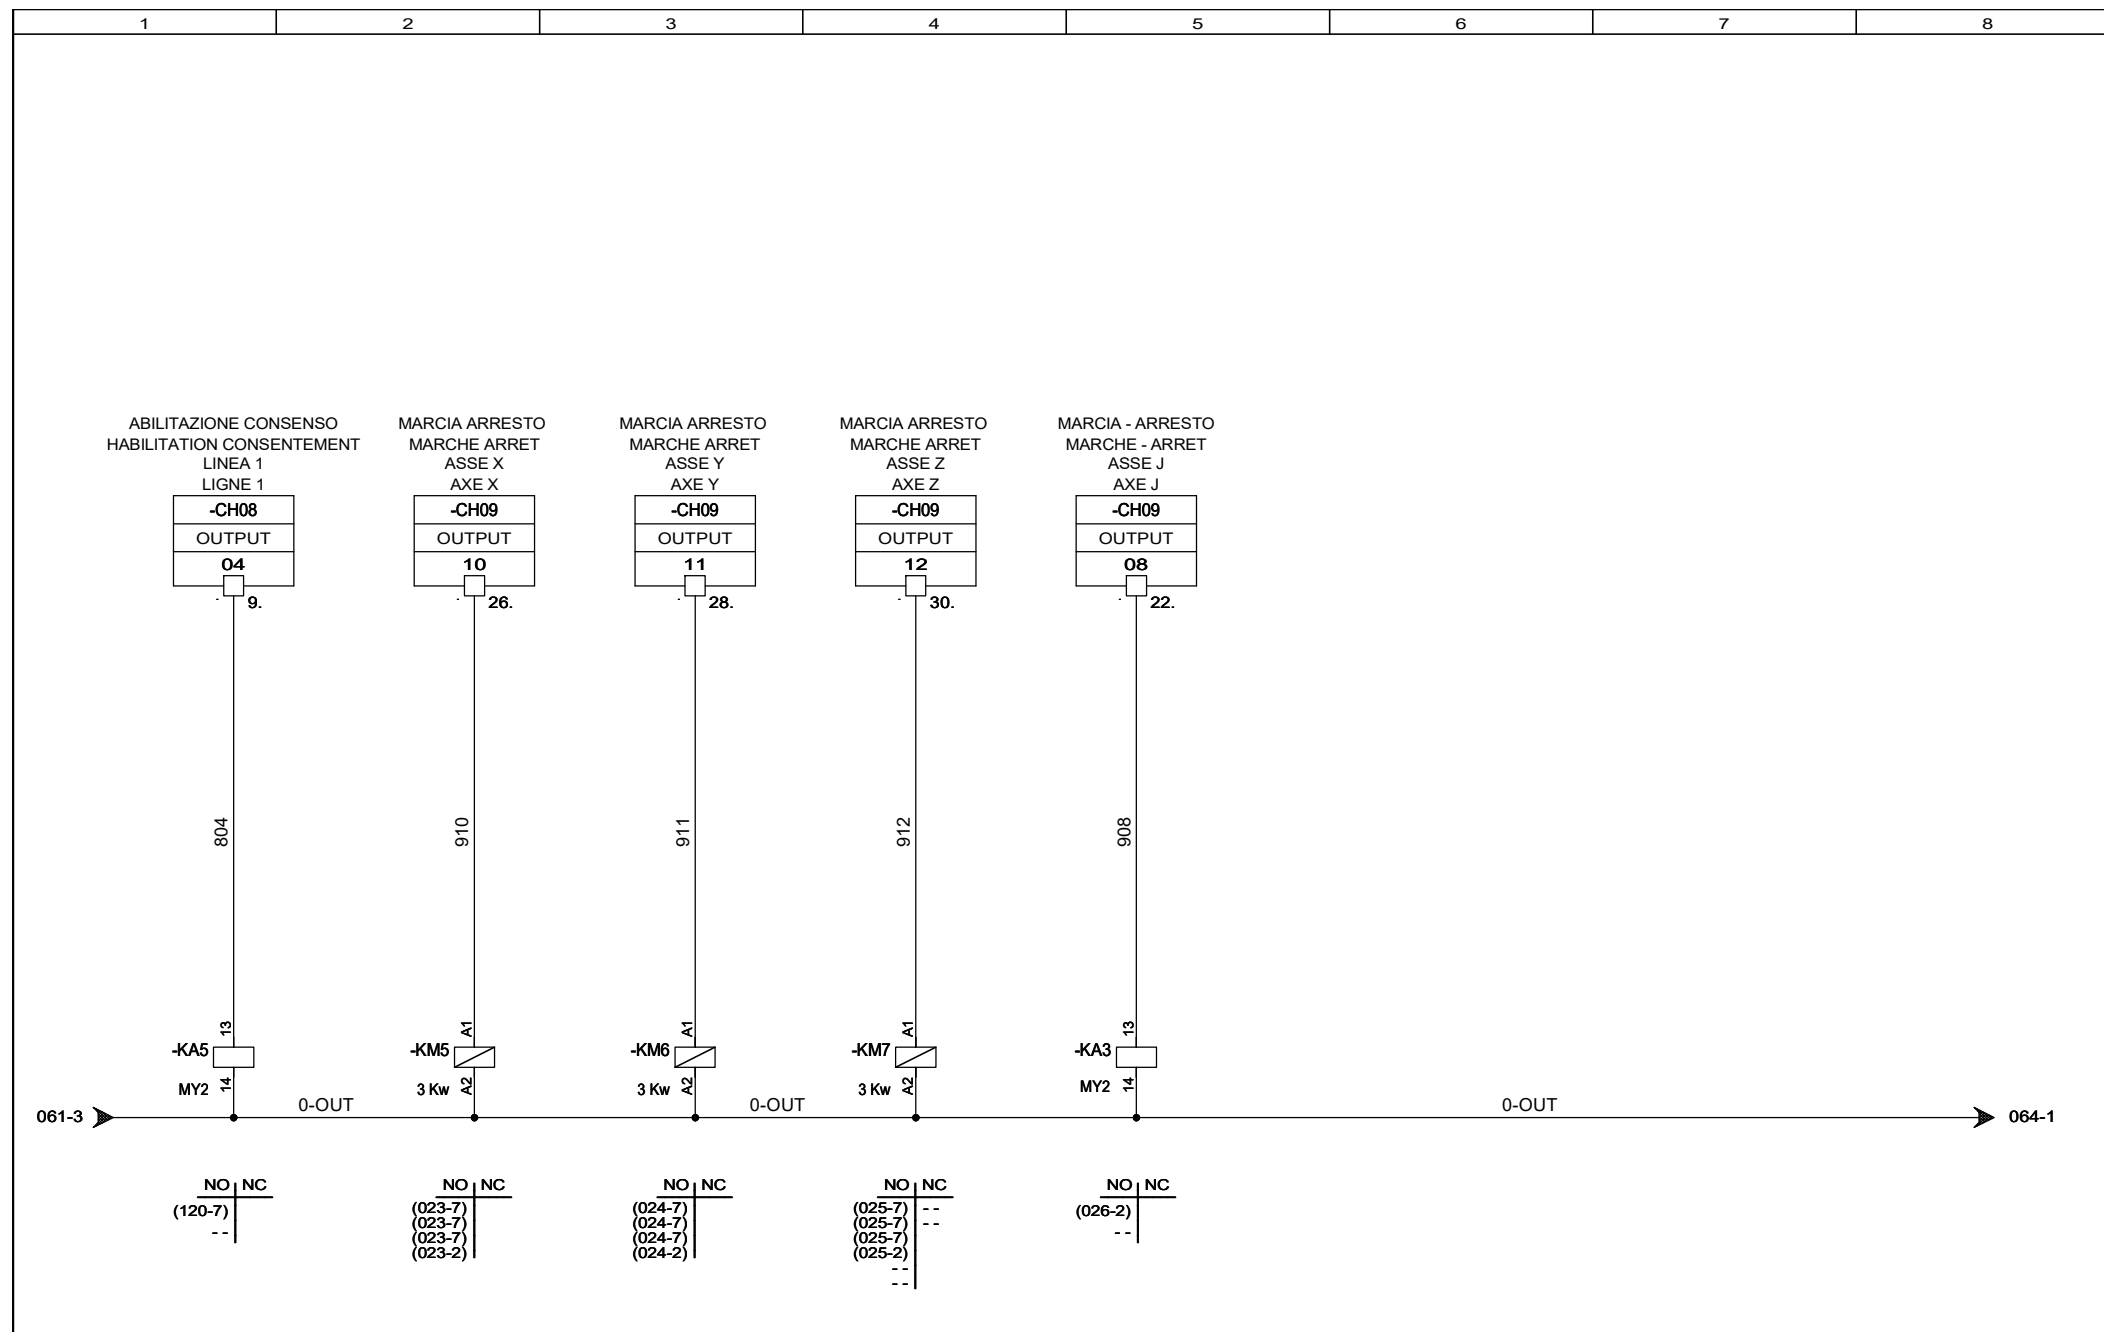 1 2 3 4 5 6 7 8
ABILITAZIONE CONSENSO
HABILITATION CONSENTEMENT
LINEA 1
LIGNE 1
-CH08
OUTPUT
04
9.
804
13
-KA5
MY2
14
MARCIA ARRESTO
MARCHE ARRET
ASSE X
AXE X
-CH09
OUTPUT
10
26.
910
A1
-KM5
3 Kw
A2
MARCIA ARRESTO
MARCHE ARRET
ASSE Y
AXE Y
-CH09
OUTPUT
11
28.
911
A1
-KM6
3 Kw
A2
MARCIA ARRESTO
MARCHE ARRET
ASSE Z
AXE Z
-CH09
OUTPUT
12
30.
912
A1
-KM7
3 Kw
A2
MARCIA - ARRESTO
MARCHE - ARRET
ASSE J
AXE J
-CH09
OUTPUT
08
22.
908
13
-KA3
MY2
14
061-3 0-OUT 0-OUT 0-OUT 064-1
NO NC
(120-7)
--
NO NC
(023-7)
(023-7)
(023-7)
(023-2)
NO NC
(024-7)
(024-7)
(024-7)
(024-2)
NO NC
(025-7) --
(025-7) --
(025-7)
(025-2)
--
--
NO NC
(026-2)
--